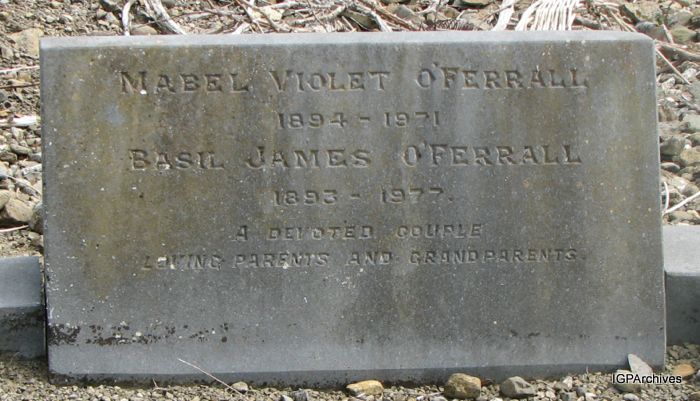 MABEL VIOLET O'FERRALL
1894 - 1971
BASIL JAMES O'FERRALL
1893 - 1977.
A DEVOTED COUPLE
LOVING PARENTS AND GRANDPARENTS.
IGPArchives